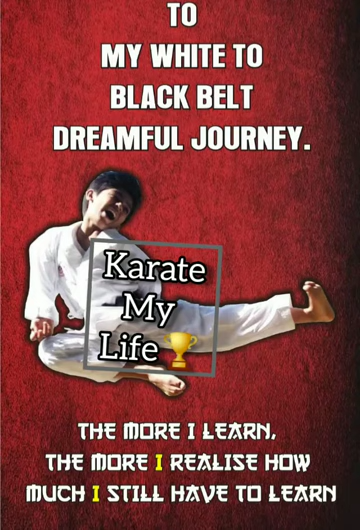 TO
MY WHITE TO
BLACK BELT
DREAMFUL JOURNEY.
Karate
My
Life 🏆
THE MORE I LEARN,
THE MORE I REALISE HOW
MUCH I STILL HAVE TO LEARN